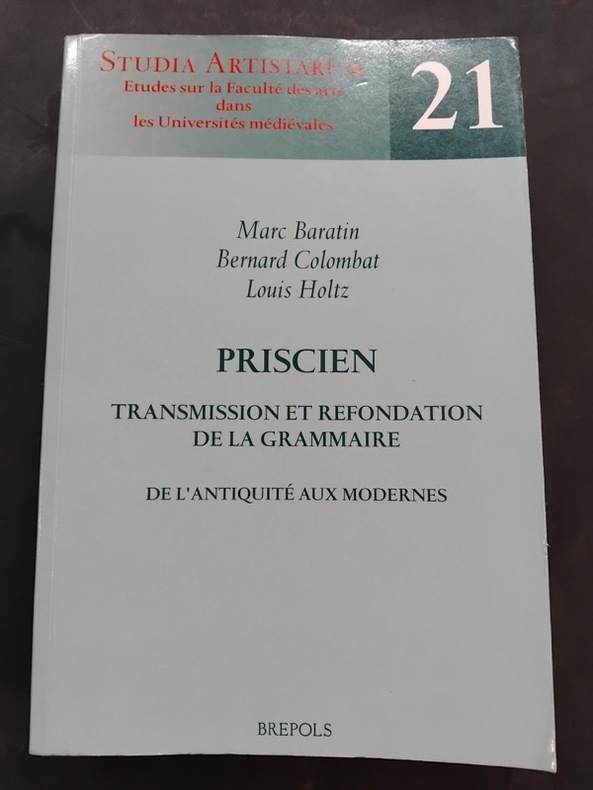 STUDIA ARTISTARUM
Etudes sur la Faculté des arts
dans
les Universités médiévales
21
Marc Baratin
Bernard Colombat
Louis Holtz
PRISCIEN
TRANSMISSION ET REFONDATION
DE LA GRAMMAIRE
DE L'ANTIQUITÉ AUX MODERNES
BREPOLS